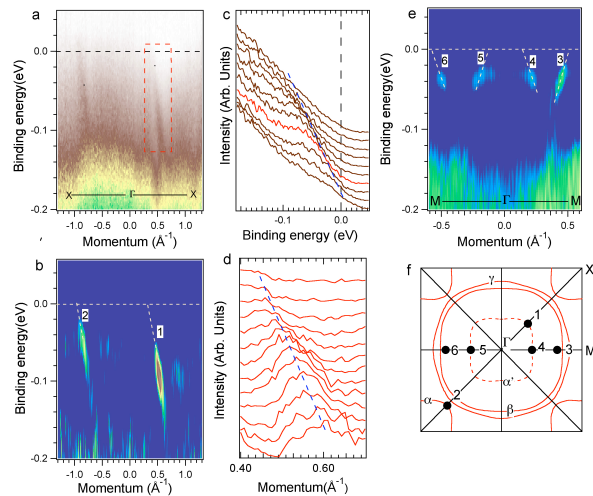 a
Binding energy(eV)
0.0
-0.1
-0.2
X Γ X
-1.0 -0.5 0.0 0.5 1.0
Momentum (Å-1)
c
Intensity (Arb. Units)
-0.1 0.0
Binding energy (eV)
e
Binding energy(eV)
0.0
-0.1
-0.2
6 5 4 3
M Γ M
-0.5 0.0 0.5
Momentum (Å-1)
b
Binding energy(eV)
0.0
-0.1
-0.2
2 1
-1.0 -0.5 0.0 0.5 1.0
Momentum (Å-1)
d
Intensity (Arb. Units)
0.40 0.60
Momentum(Å-1)
f
X
γ
1
Γ
6 5 4 3 M
α'
α 2
β